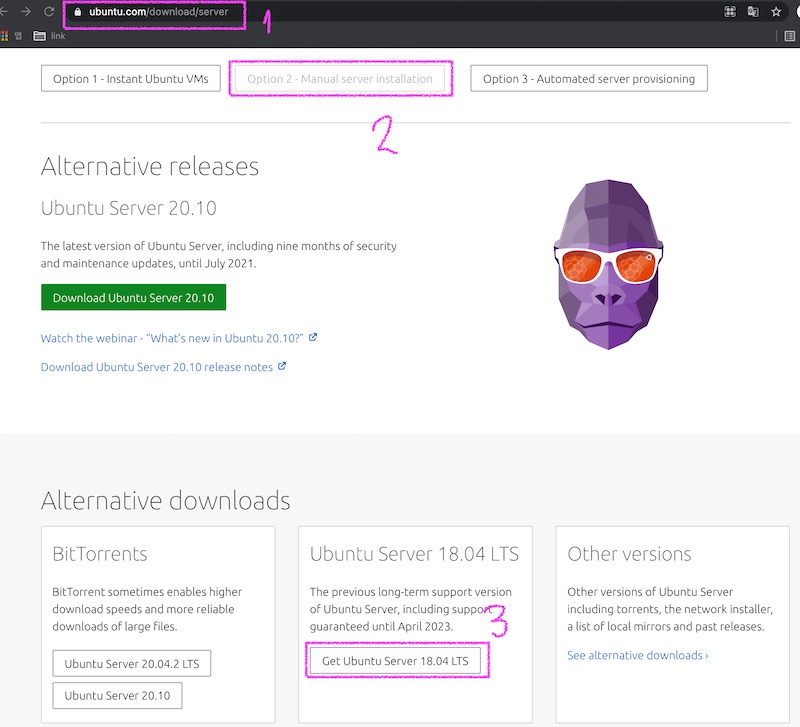 ubuntu.com/download/server
1
앱
link
Option 1 - Instant Ubuntu VMs
Option 2 - Manual server installation
Option 3 - Automated server provisioning
2
Alternative releases
Ubuntu Server 20.10
The latest version of Ubuntu Server, including nine months of security
and maintenance updates, until July 2021.
Download Ubuntu Server 20.10
Watch the webinar - “What’s new in Ubuntu 20.10?”
Download Ubuntu Server 20.10 release notes
Alternative downloads
BitTorrents
BitTorrent sometimes enables higher
download speeds and more reliable
downloads of large files.
Ubuntu Server 20.04.2 LTS
Ubuntu Server 20.10
Ubuntu Server 18.04 LTS
The previous long-term support version
of Ubuntu Server, including support
guaranteed until April 2023.
3
Get Ubuntu Server 18.04 LTS
Other versions
Other versions of Ubuntu Server
including torrents, the network installer,
a list of local mirrors and past releases.
See alternative downloads ›